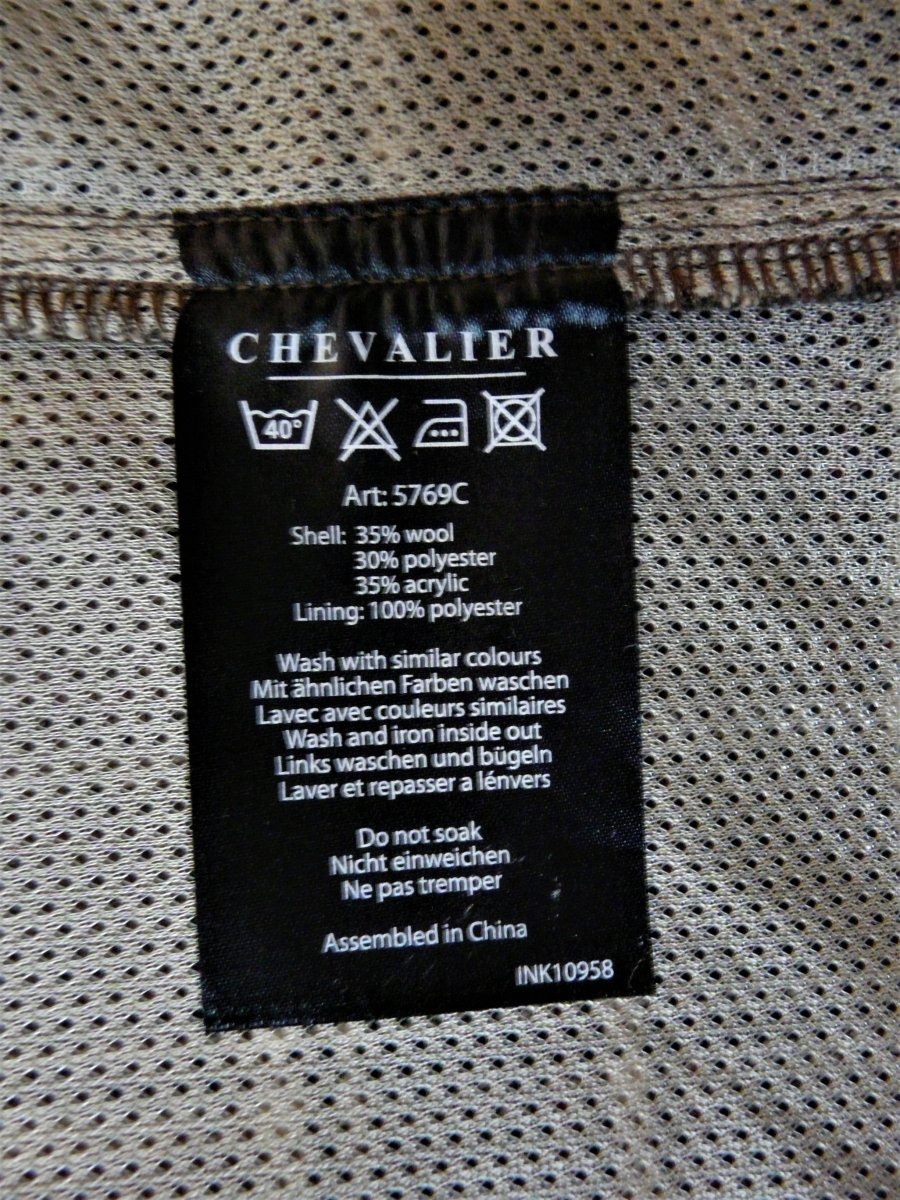 CHEVALIER
40°
Art: 5769C
Shell: 35% wool
30% polyester
35% acrylic
Lining: 100% polyester
Wash with similar colours
Mit ähnlichen Farben waschen
Lavec avec couleurs similaires
Wash and iron inside out
Links waschen und bügeln
Laver et repasser a lénvers
Do not soak
Nicht einweichen
Ne pas tremper
Assembled in China
INK10958